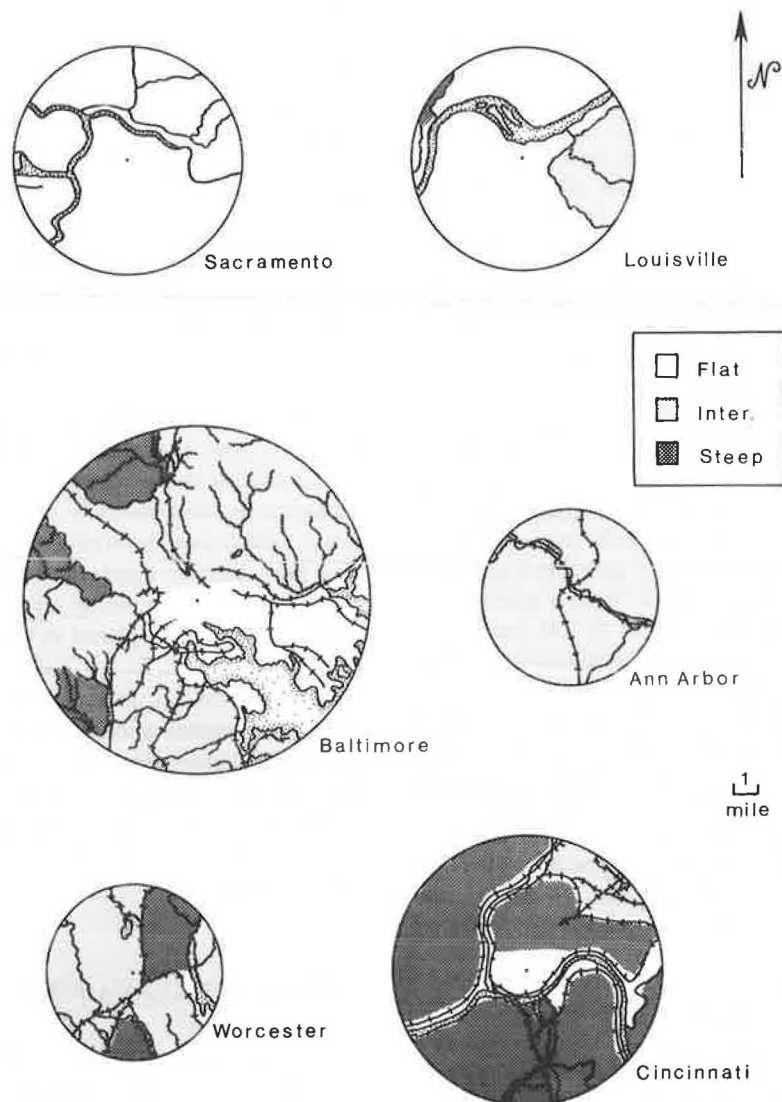 N
Sacramento
Louisville
Flat
Inter.
Steep
Baltimore
Ann Arbor
1
mile
Worcester
Cincinnati